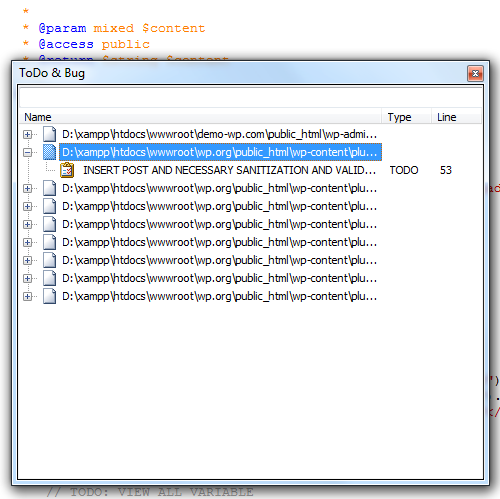 *
* @param mixed $content
* @access public
* @return $string $content
ToDo & Bug
Name Type Line
D:\xampp\htdocs\wwwroot\demo-wp.com\public_html\wp-admi...
D:\xampp\htdocs\wwwroot\wp.org\public_html\wp-content\plu...
INSERT POST AND NECESSARY SANITIZATION AND VALID... TODO 53
D:\xampp\htdocs\wwwroot\wp.org\public_html\wp-content\plu...
D:\xampp\htdocs\wwwroot\wp.org\public_html\wp-content\plu...
D:\xampp\htdocs\wwwroot\wp.org\public_html\wp-content\plu...
D:\xampp\htdocs\wwwroot\wp.org\public_html\wp-content\plu...
D:\xampp\htdocs\wwwroot\wp.org\public_html\wp-content\plu...
D:\xampp\htdocs\wwwroot\wp.org\public_html\wp-content\plu...
D:\xampp\htdocs\wwwroot\wp.org\public_html\wp-content\plu...
// TODO: VIEW ALL VARIABLE